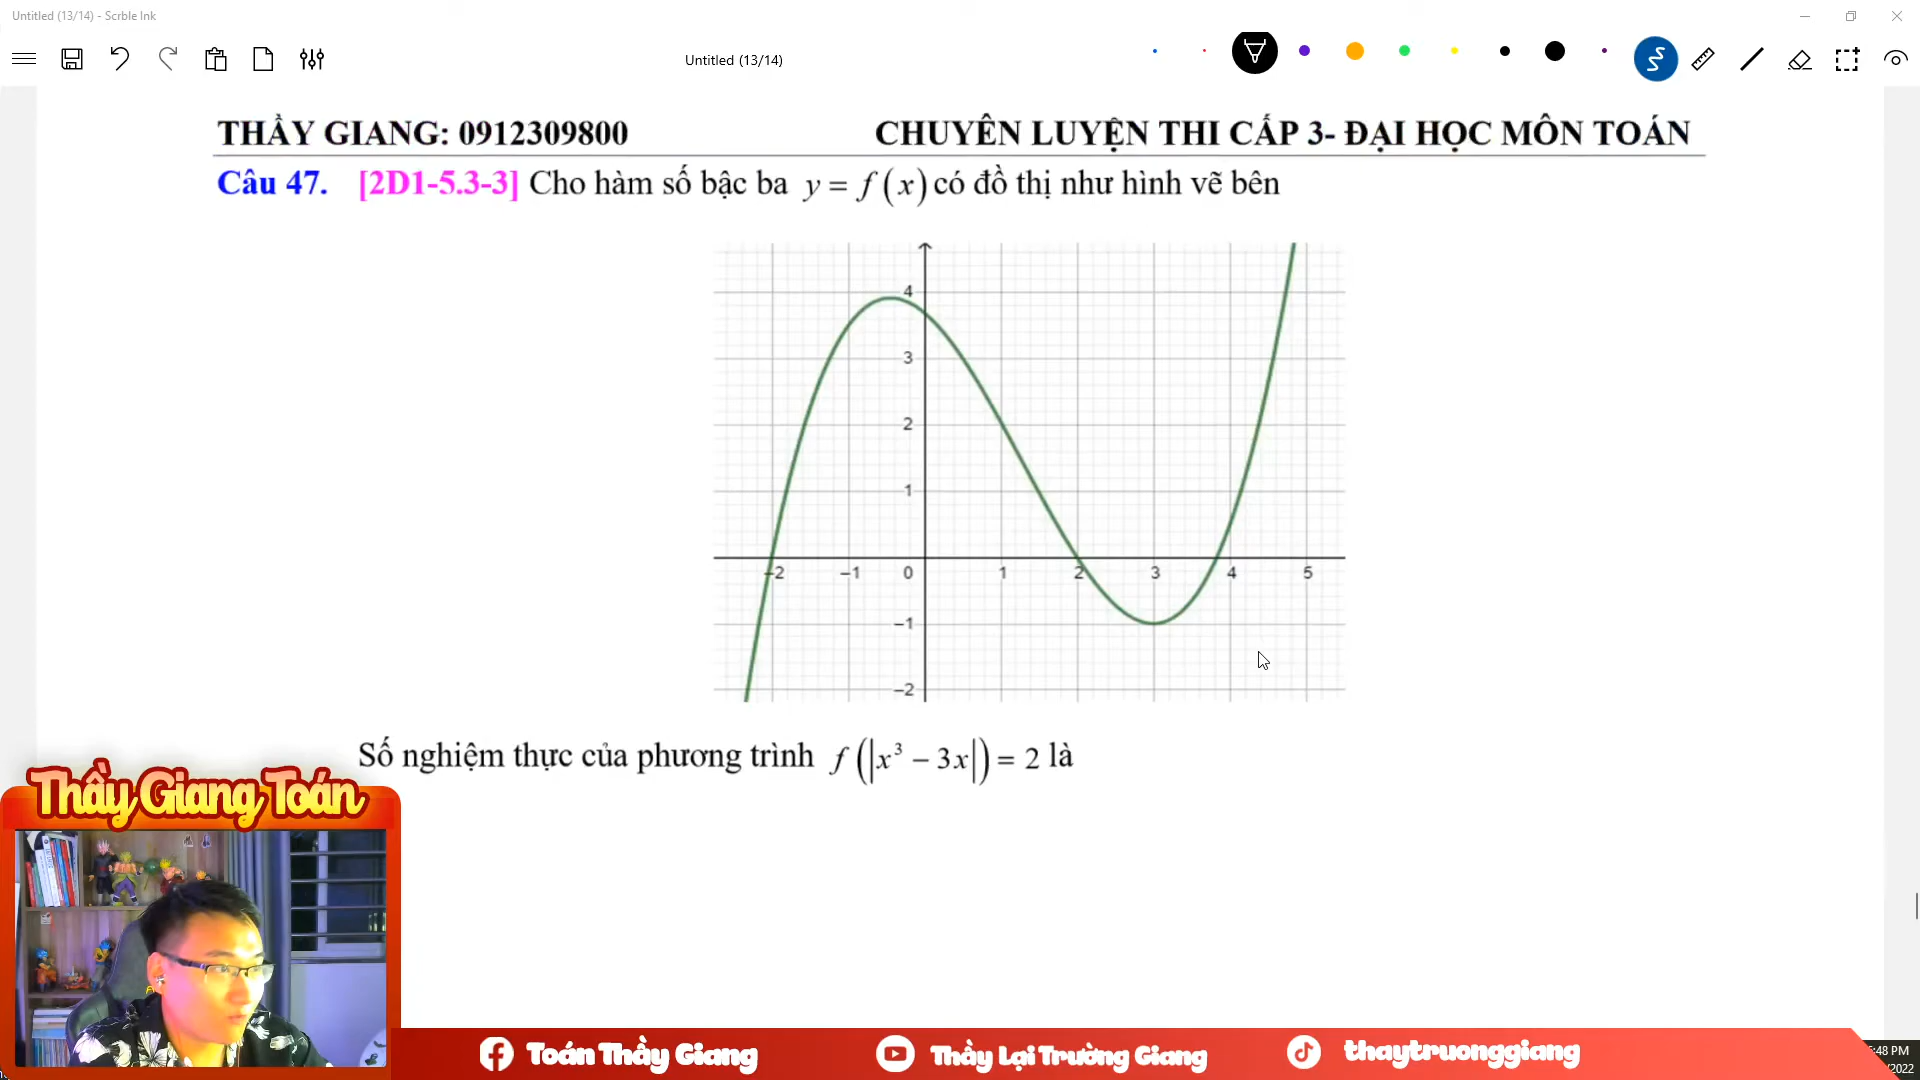 Untitled (13/14) - Scrble Ink
Untitled (13/14)
THẦY GIANG: 0912309800 CHUYÊN LUYỆN THI CẤP 3- ĐẠI HỌC MÔN TOÁN
Câu 47. [2D1-5.3-3] Cho hàm số bậc ba y = f(x) có đồ thị như hình vẽ bên
4
3
2
1
-2 -1 0 1 2 3 4 5
-1
-2
Số nghiệm thực của phương trình f(|x³ − 3x|) = 2 là
Thầy Giang Toán
Toán Thầy Giang Thầy Lại Trường Giang thaytruonggiang
:48 PM
2022